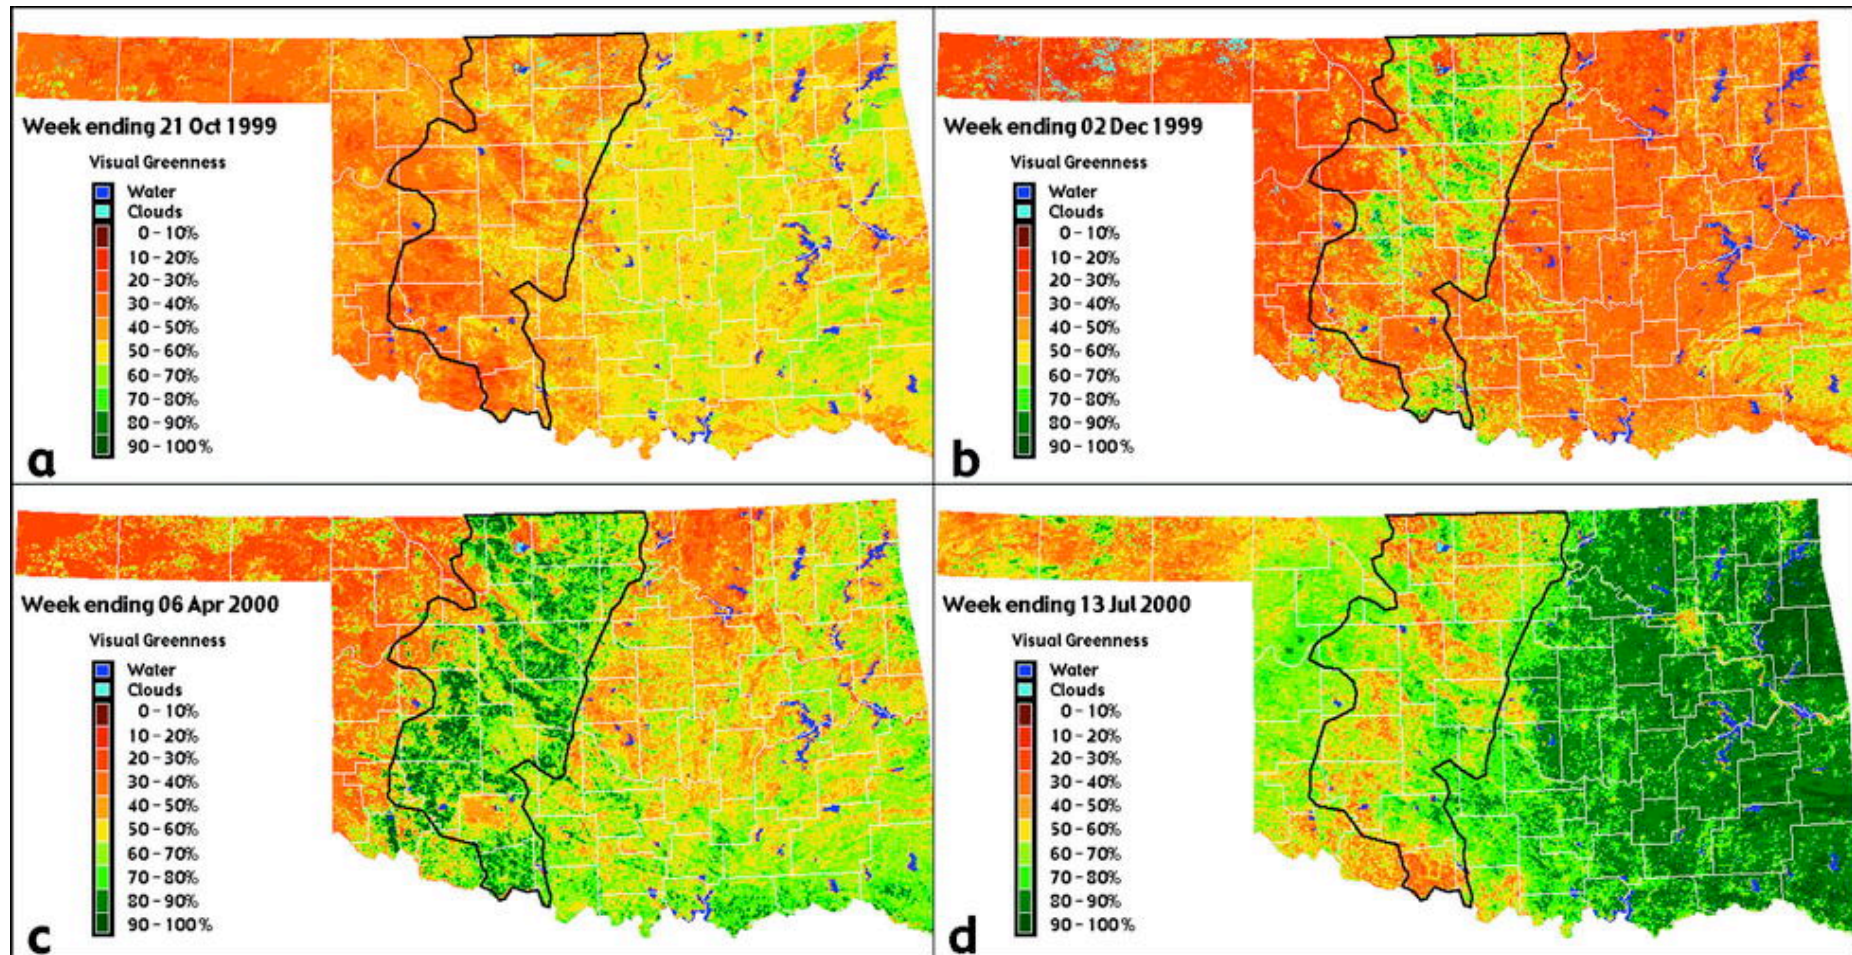 Week ending 21 Oct 1999
Visual Greenness
Water
Clouds
0 - 10%
10 - 20%
20 - 30%
30 - 40%
40 - 50%
50 - 60%
60 - 70%
70 - 80%
80 - 90%
90 - 100%
a
Week ending 02 Dec 1999
Visual Greenness
Water
Clouds
0 - 10%
10 - 20%
20 - 30%
30 - 40%
40 - 50%
50 - 60%
60 - 70%
70 - 80%
80 - 90%
90 - 100%
b
Week ending 06 Apr 2000
Visual Greenness
Water
Clouds
0 - 10%
10 - 20%
20 - 30%
30 - 40%
40 - 50%
50 - 60%
60 - 70%
70 - 80%
80 - 90%
90 - 100%
c
Week ending 13 Jul 2000
Visual Greenness
Water
Clouds
0 - 10%
10 - 20%
20 - 30%
30 - 40%
40 - 50%
50 - 60%
60 - 70%
70 - 80%
80 - 90%
90 - 100%
d